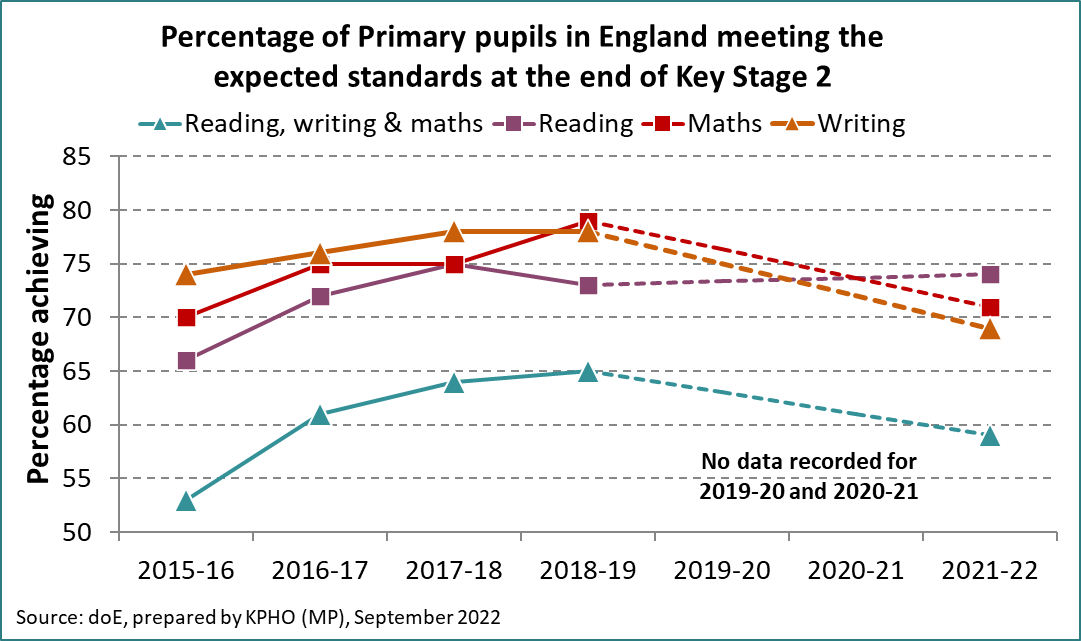 Percentage of Primary pupils in England meeting the
expected standards at the end of Key Stage 2
Reading, writing & maths Reading Maths Writing
Percentage achieving
85
80
75
70
65
60
55
50
No data recorded for
2019-20 and 2020-21
2015-16 2016-17 2017-18 2018-19 2019-20 2020-21 2021-22
Source: doE, prepared by KPHO (MP), September 2022